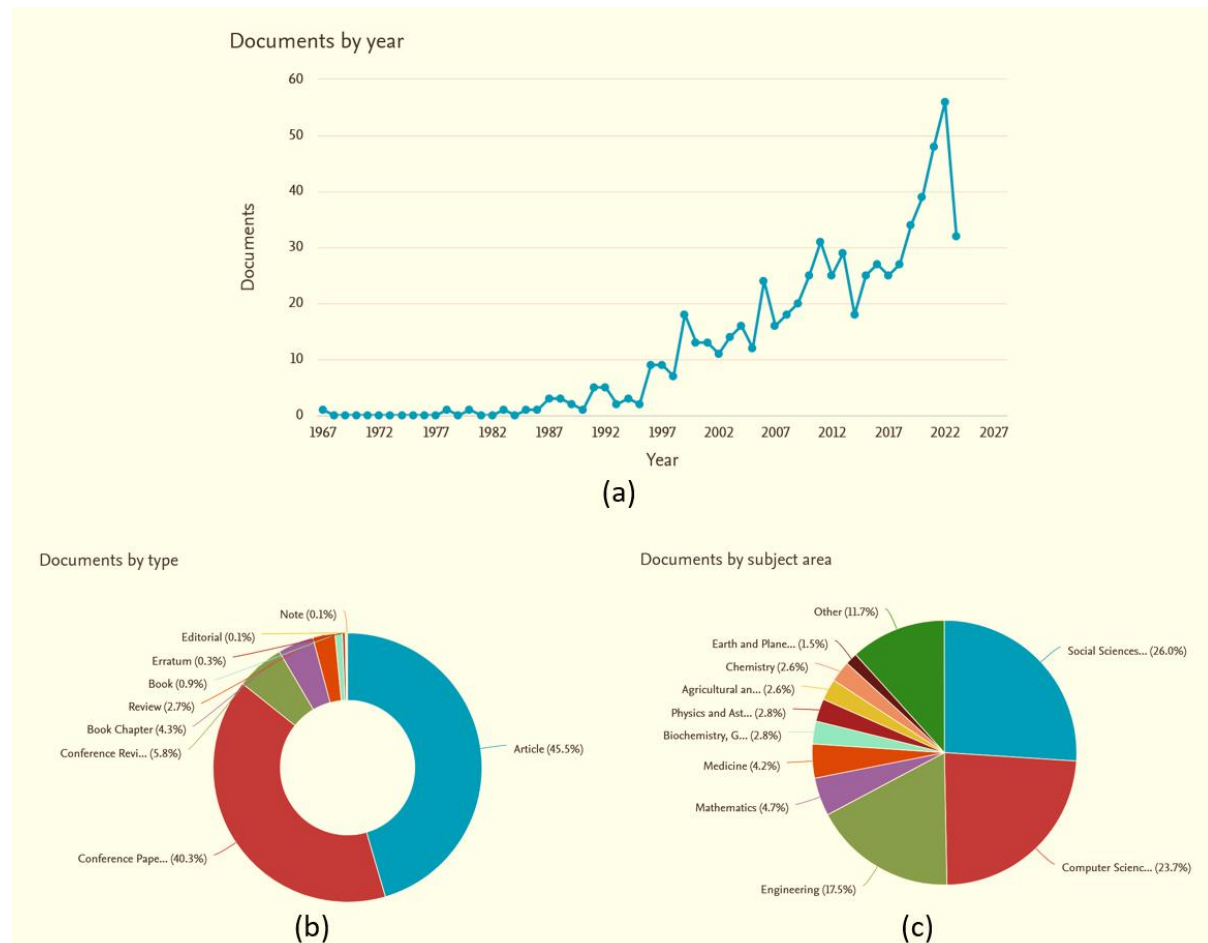 Documents by year
60
50
40
30
20
10
0
Documents
1967 1972 1977 1982 1987 1992 1997 2002 2007 2012 2017 2022 2027
Year
(a)
Documents by type
Note (0.1%)
Editorial (0.1%)
Erratum (0.3%)
Book (0.9%)
Review (2.7%)
Book Chapter (4.3%)
Conference Revi... (5.8%)
Article (45.5%)
Conference Pape... (40.3%)
(b)
Documents by subject area
Other (11.7%)
Earth and Plane... (1.5%)
Chemistry (2.6%)
Agricultural an... (2.6%)
Physics and Ast... (2.8%)
Biochemistry, G... (2.8%)
Medicine (4.2%)
Mathematics (4.7%)
Engineering (17.5%)
Social Sciences... (26.0%)
Computer Scienc... (23.7%)
(c)